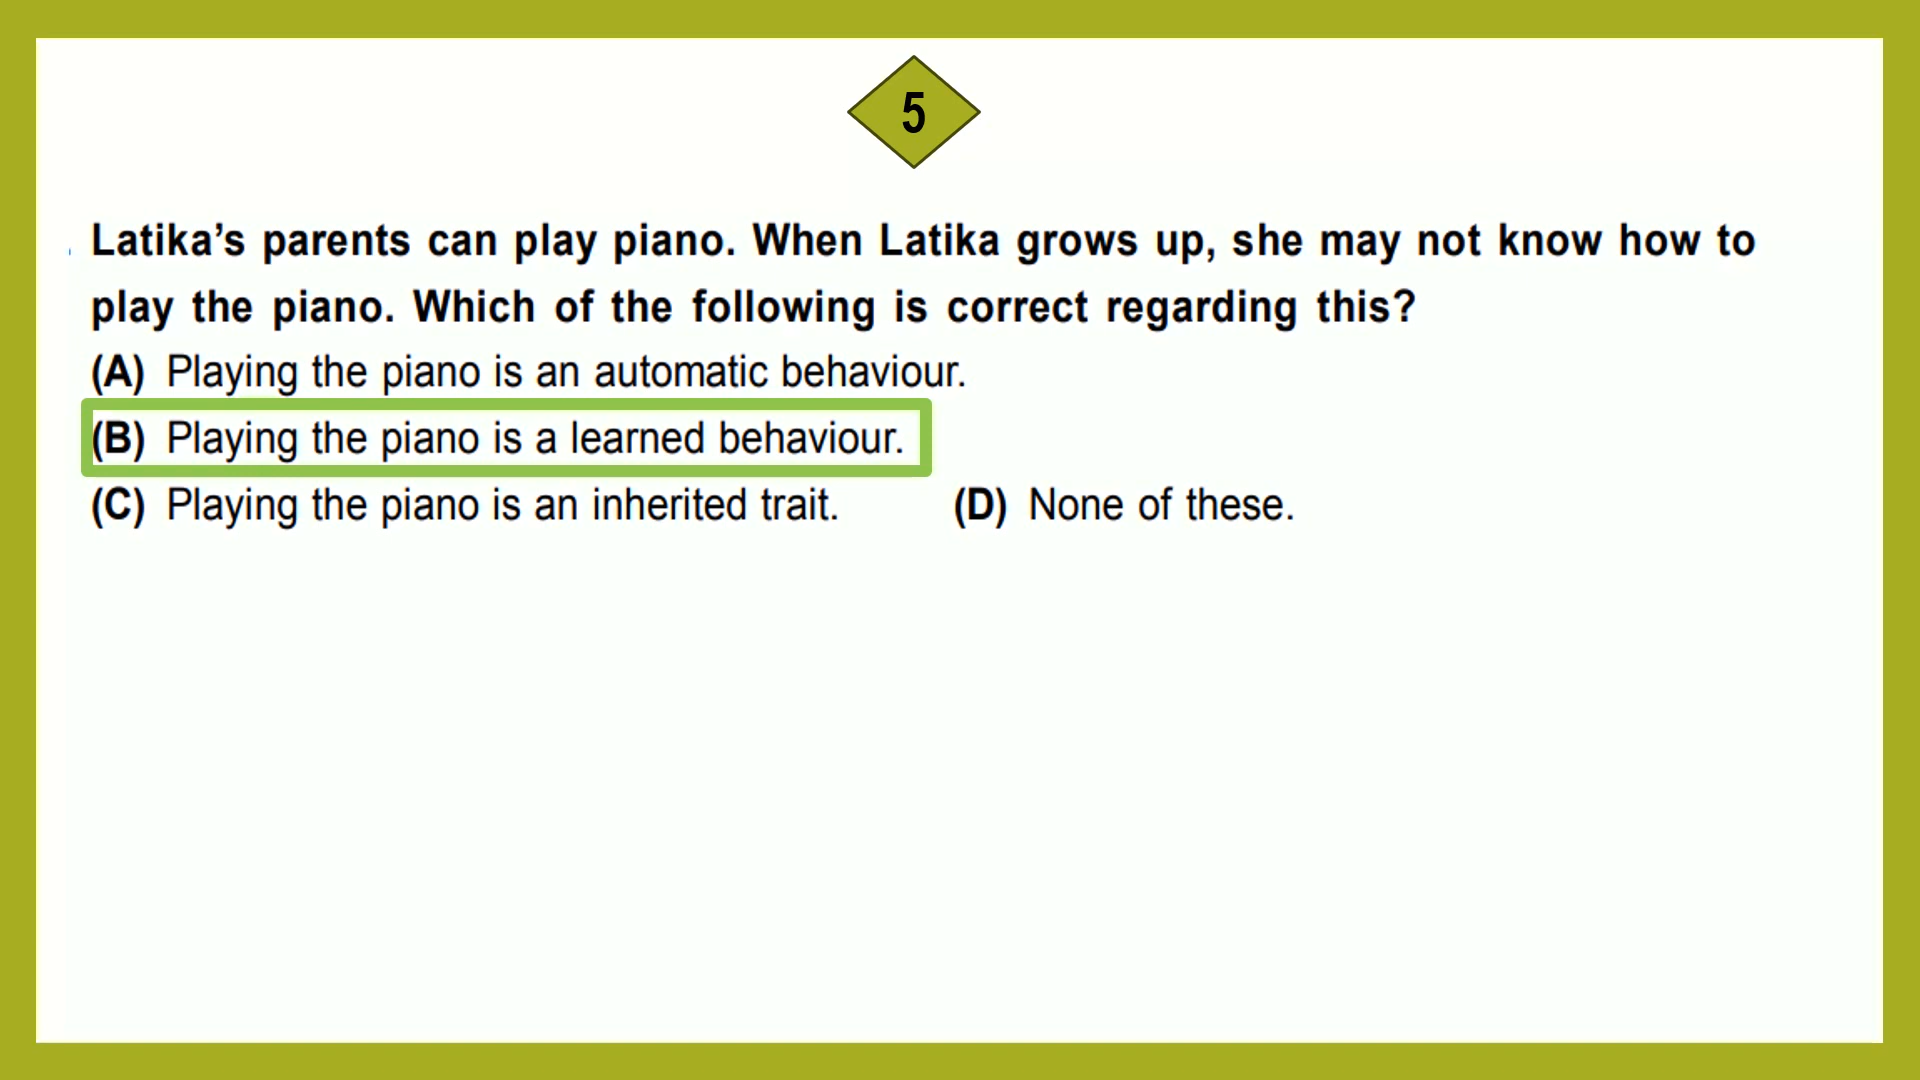 5
Latika’s parents can play piano. When Latika grows up, she may not know how to
play the piano. Which of the following is correct regarding this?
(A) Playing the piano is an automatic behaviour.
(B) Playing the piano is a learned behaviour.
(C) Playing the piano is an inherited trait. (D) None of these.